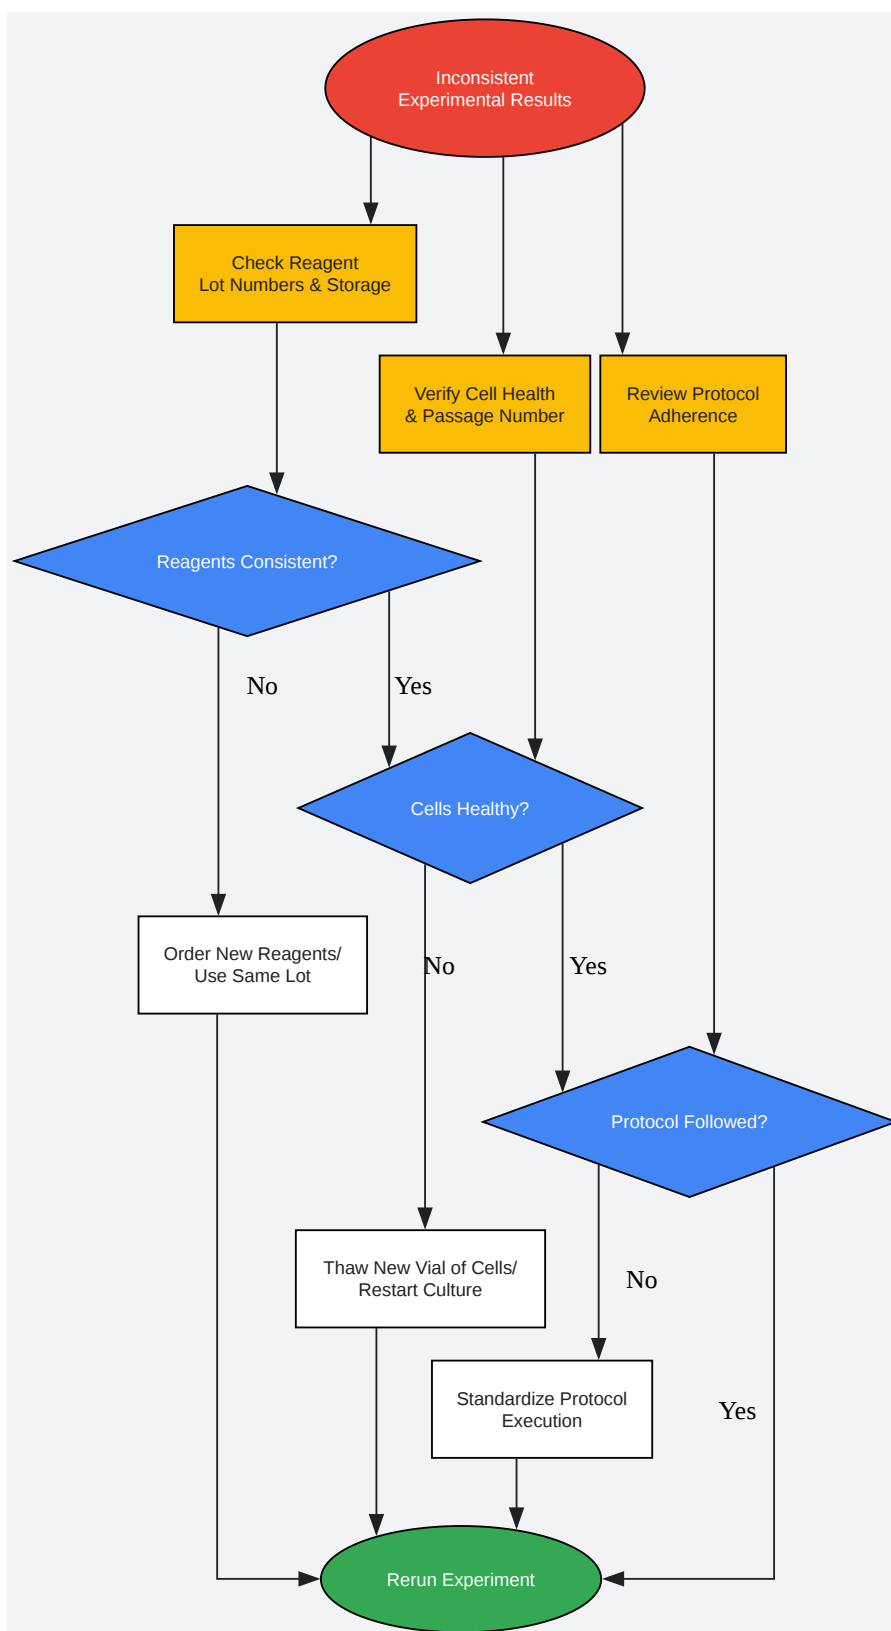 Inconsistent
Experimental Results
Check Reagent
Lot Numbers & Storage
Verify Cell Health
& Passage Number
Review Protocol
Adherence
Reagents Consistent?
No
Yes
Cells Healthy?
Order New Reagents/
Use Same Lot
No
Yes
Protocol Followed?
Thaw New Vial of Cells/
Restart Culture
No
Standardize Protocol
Execution
Yes
Rerun Experiment